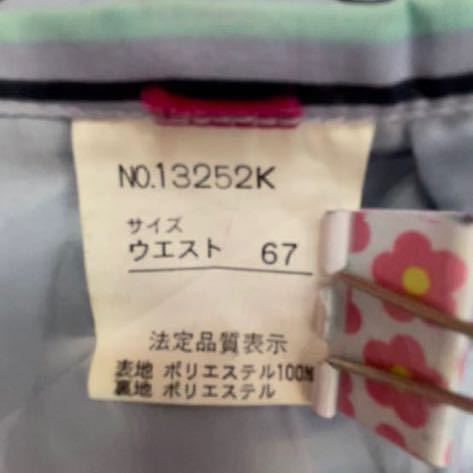 NO.13252K
サイズ
ウエスト 67
法定品質表示
表地 ポリエステル100%
裏地 ポリエステル